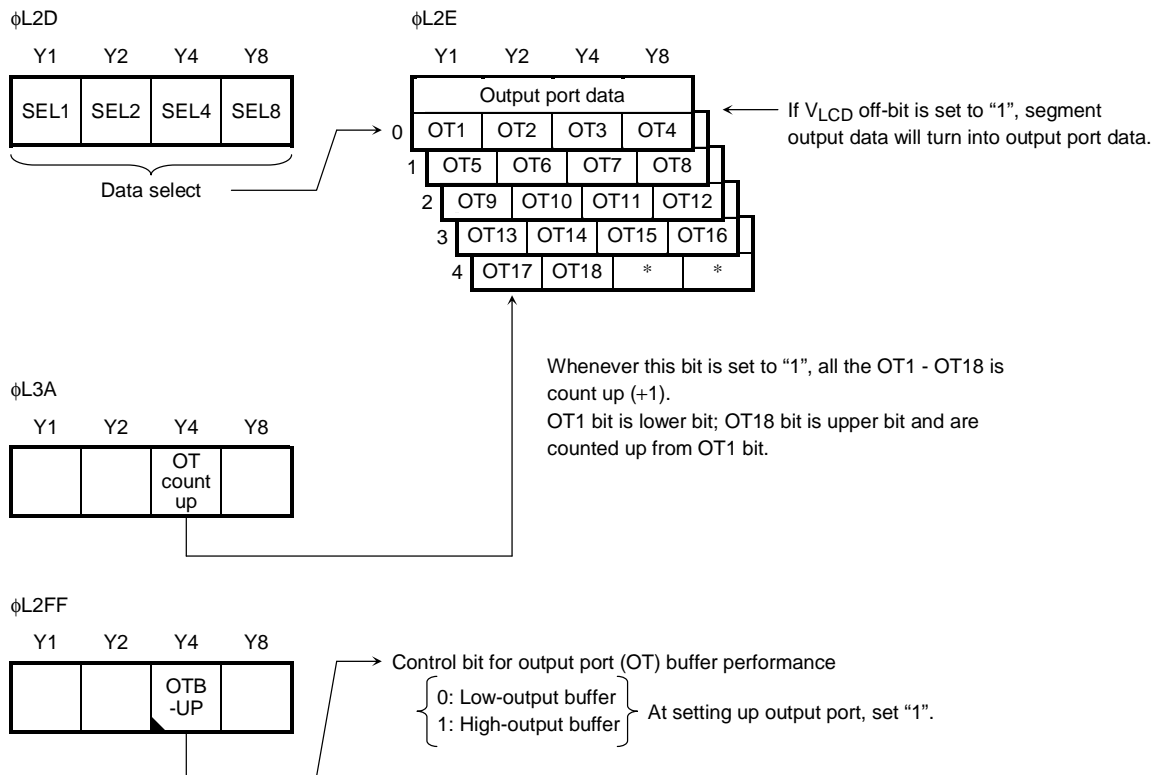 ϕL2D
Y1 Y2 Y4 Y8
SEL1 SEL2 SEL4 SEL8
Data select
ϕL2E
Y1 Y2 Y4 Y8
Output port data
0 OT1 OT2 OT3 OT4
1 OT5 OT6 OT7 OT8
2 OT9 OT10 OT11 OT12
3 OT13 OT14 OT15 OT16
4 OT17 OT18 * *
If VLCD off-bit is set to “1”, segment
output data will turn into output port data.
Whenever this bit is set to “1”, all the OT1 - OT18 is
count up (+1).
OT1 bit is lower bit; OT18 bit is upper bit and are
counted up from OT1 bit.
ϕL3A
Y1 Y2 Y4 Y8
OT
count
up
ϕL2FF
Y1 Y2 Y4 Y8
OTB
-UP
Control bit for output port (OT) buffer performance
0: Low-output buffer
1: High-output buffer
At setting up output port, set “1”.